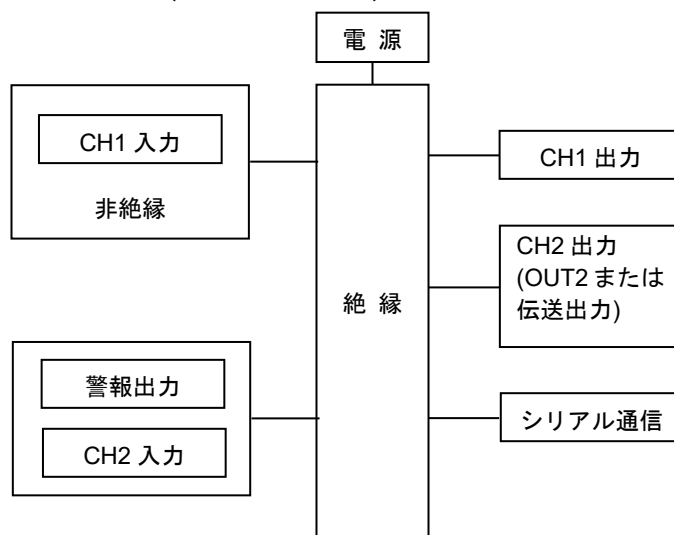 電 源
CH1 入力
非絶縁
警報出力
CH2 入力
絶 縁
CH1 出力
CH2 出力
(OUT2 または
伝送出力)
シリアル通信